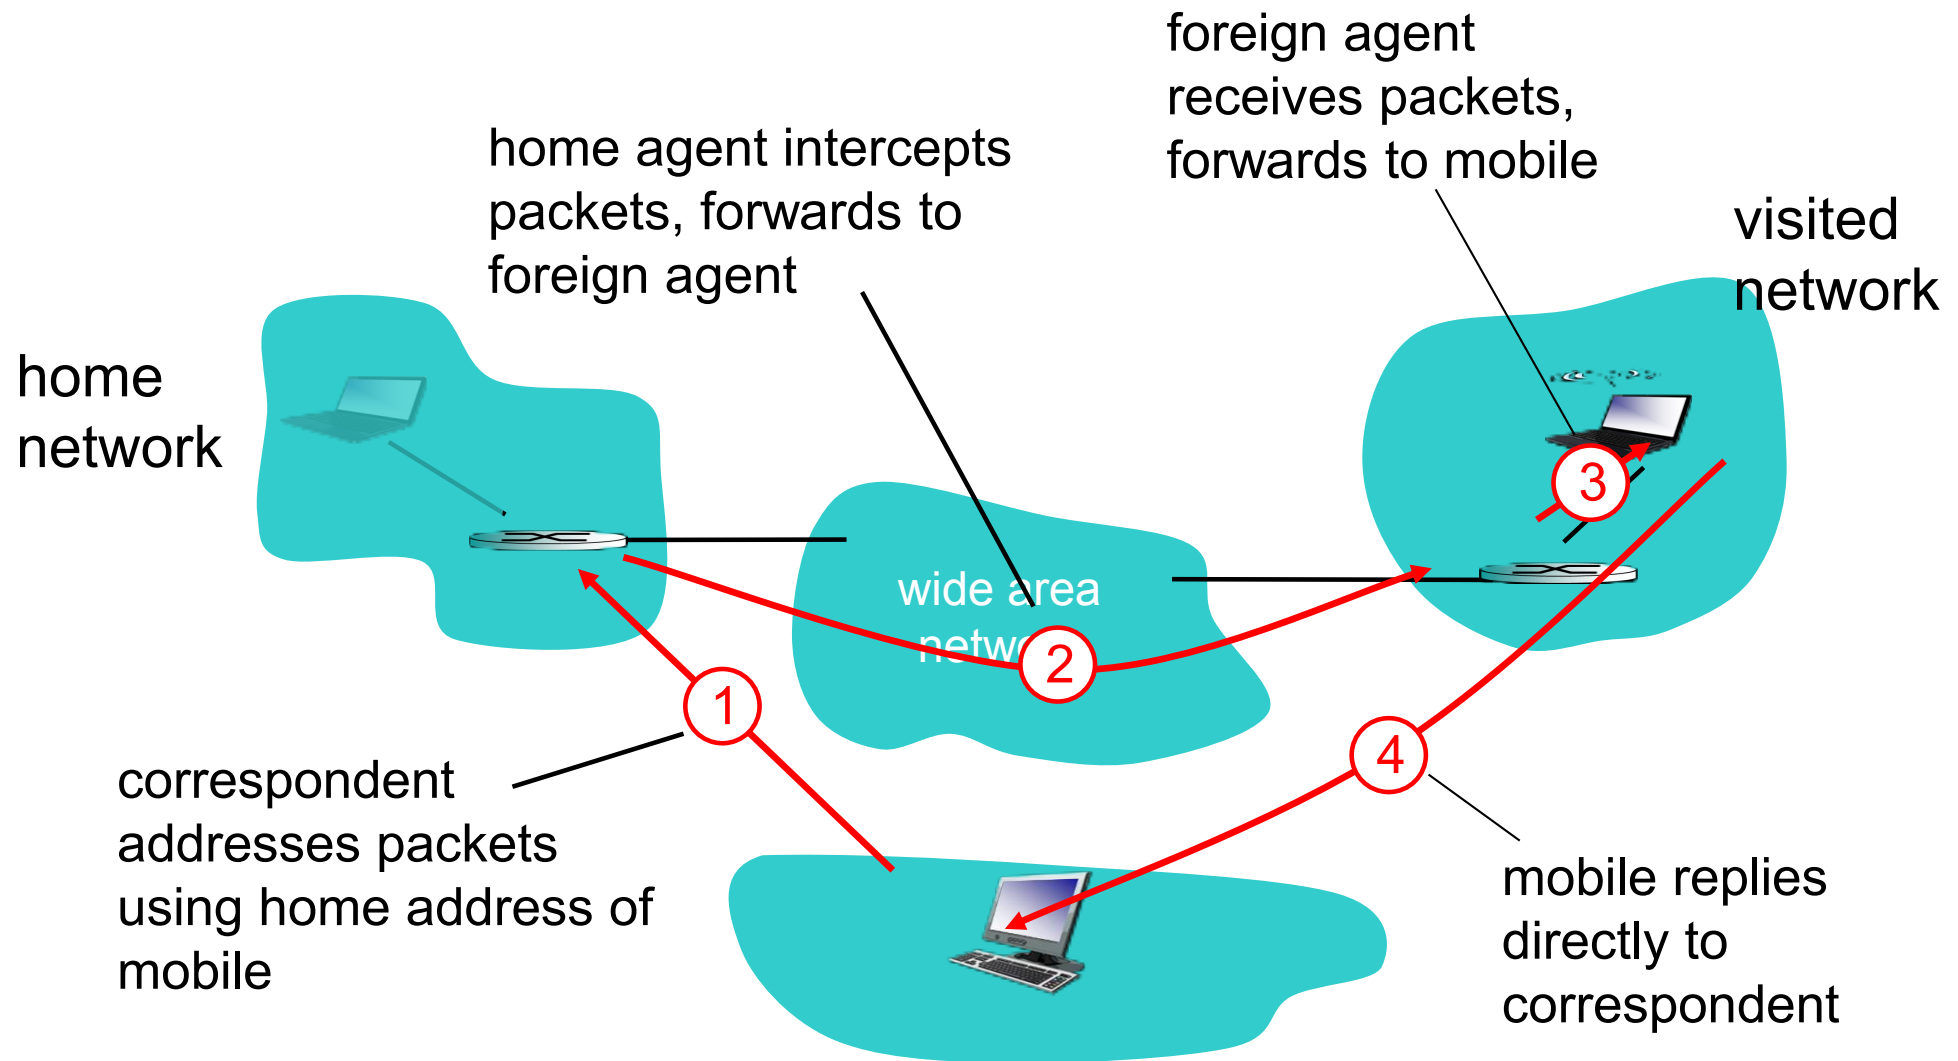 foreign agent
receives packets,
forwards to mobile
home agent intercepts
packets, forwards to
foreign agent
visited
network
home
network
wide area
3
2
1
4
correspondent
addresses packets
using home address of
mobile
mobile replies
directly to
correspondent